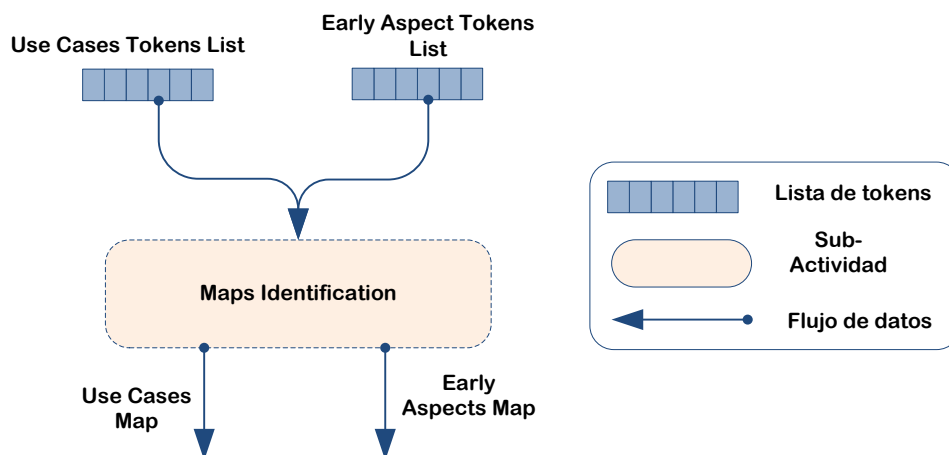 Use Cases Tokens List
Early Aspect Tokens
List
Maps Identification
Use Cases
Map
Early
Aspects Map
Lista de tokens
Sub-
Actividad
Flujo de datos